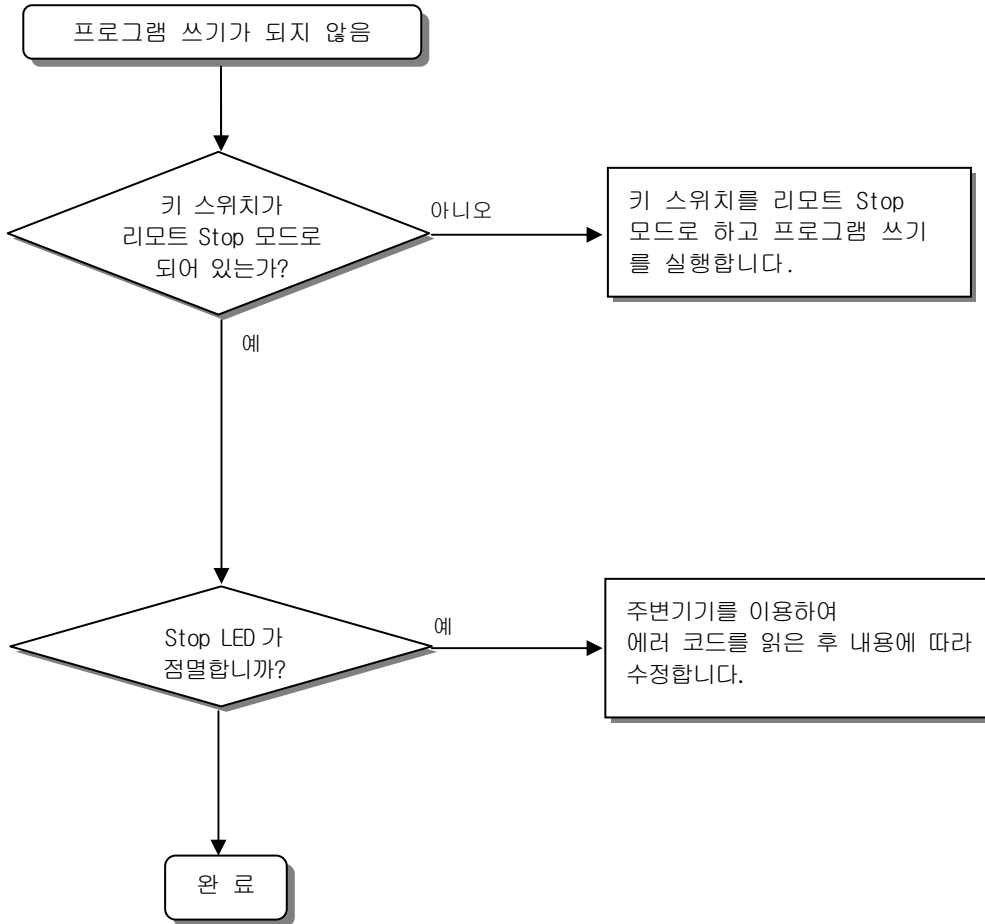 프로그램 쓰기가 되지 않음
키 스위치가
리모트 Stop 모드로
되어 있는가?
아니오
키 스위치를 리모트 Stop
모드로 하고 프로그램 쓰기
를 실행합니다.
예
Stop LED 가
점멸합니까?
예
주변기기를 이용하여
에러 코드를 읽은 후 내용에 따라
수정합니다.
완 료